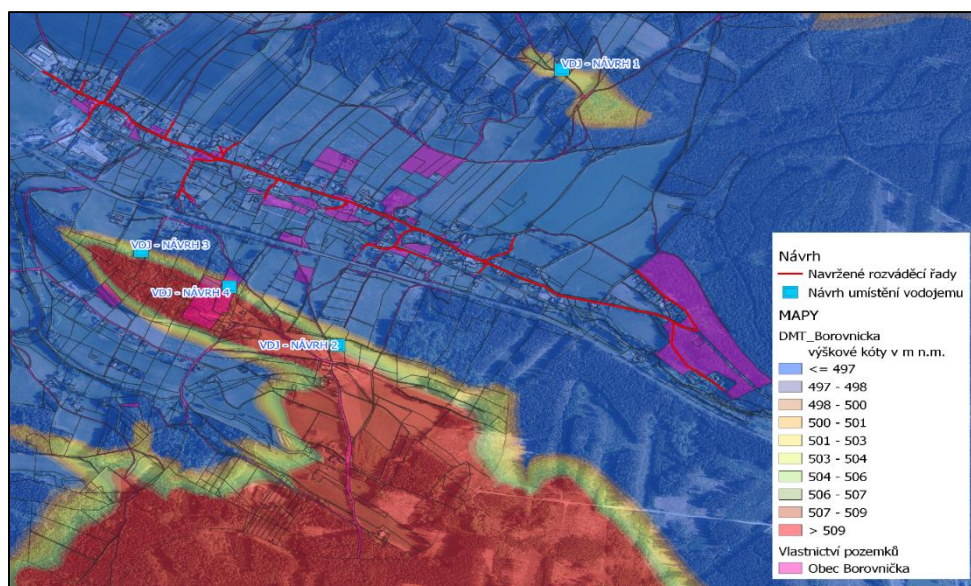 VDJ - NÁVRH 1
VDJ - NÁVRH 3
VDJ - NÁVRH 4
VDJ - NÁVRH 2
Návrh
Navržené rozváděcí řady
Návrh umístění vodojemu
MAPY
DMT_Borovnicka
výškové kóty v m n.m.
<= 497
497 - 498
498 - 500
500 - 501
501 - 503
503 - 504
504 - 506
506 - 507
507 - 509
> 509
Vlastnictví pozemků
Obec Borovnička